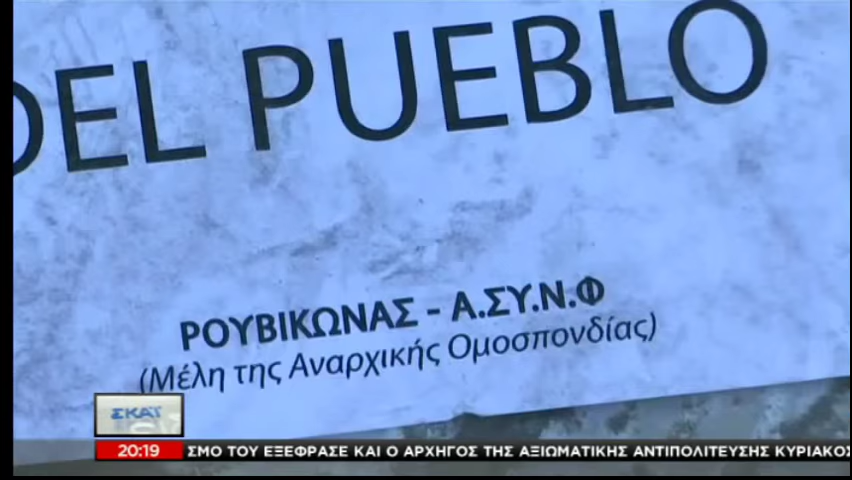 DEL PUEBLO
ΡΟΥΒΙΚΩΝΑΣ - Α.ΣΥ.Ν.Φ
(Μέλη της Αναρχικής Ομοσπονδίας)
ΣΚΑΪ
20:19 ΣΜΟ ΤΟΥ ΕΞΕΦΡΑΣΕ ΚΑΙ Ο ΑΡΧΗΓΟΣ ΤΗΣ ΑΞΙΩΜΑΤΙΚΗΣ ΑΝΤΙΠΟΛΙΤΕΥΣΗΣ ΚΥΡΙΑΚΟΣ